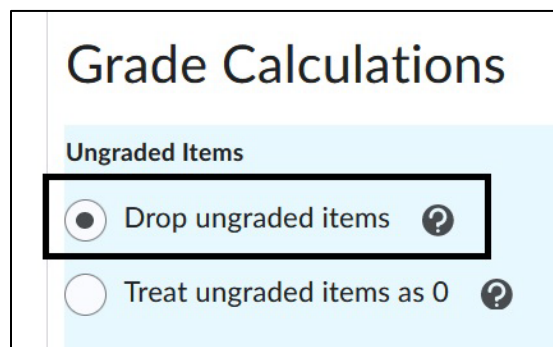 Grade Calculations
Ungraded Items
Drop ungraded items ?
Treat ungraded items as 0 ?